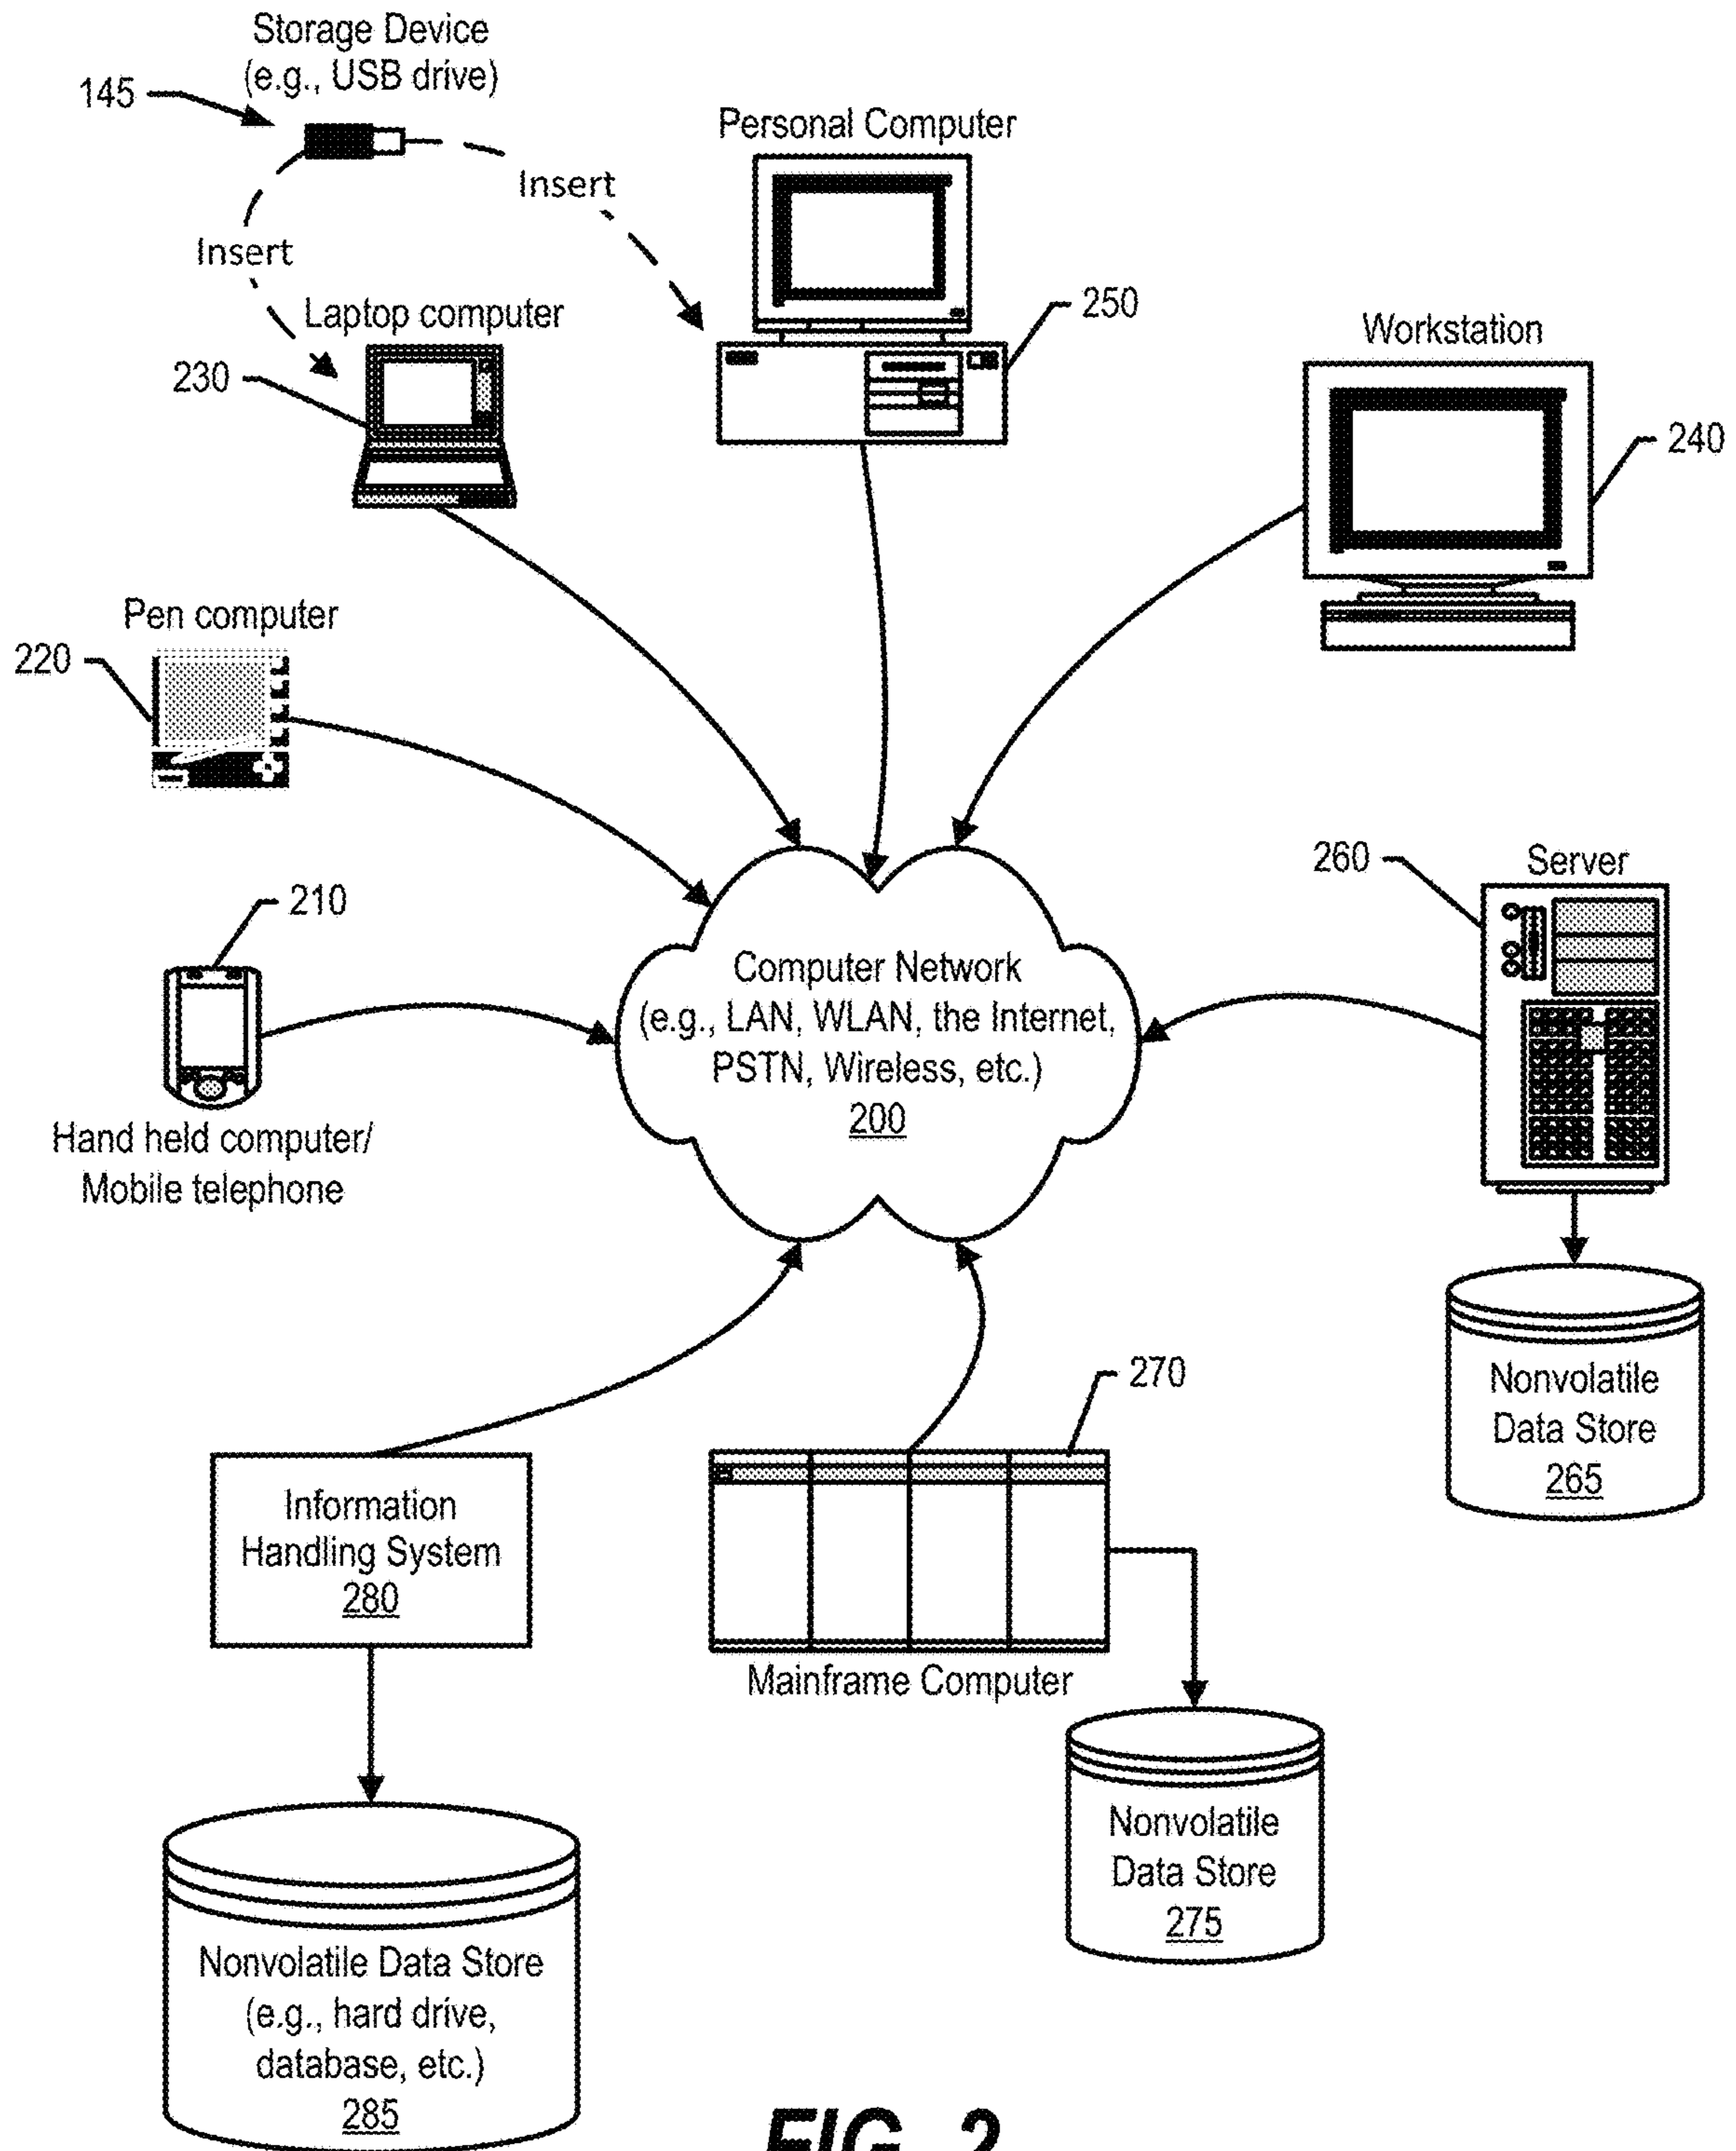 Storage Device
(e.g., USB drive)
145
Insert
Insert
Personal Computer
250
Laptop computer
230
Workstation
240
Pen computer
220
210
Hand held computer/
Mobile telephone
Computer Network
(e.g., LAN, WLAN, the Internet,
PSTN, Wireless, etc.)
200
260
Server
Nonvolatile
Data Store
265
270
Mainframe Computer
Information
Handling System
280
Nonvolatile
Data Store
275
Nonvolatile Data Store
(e.g., hard drive,
database, etc.)
285
FIG. 2